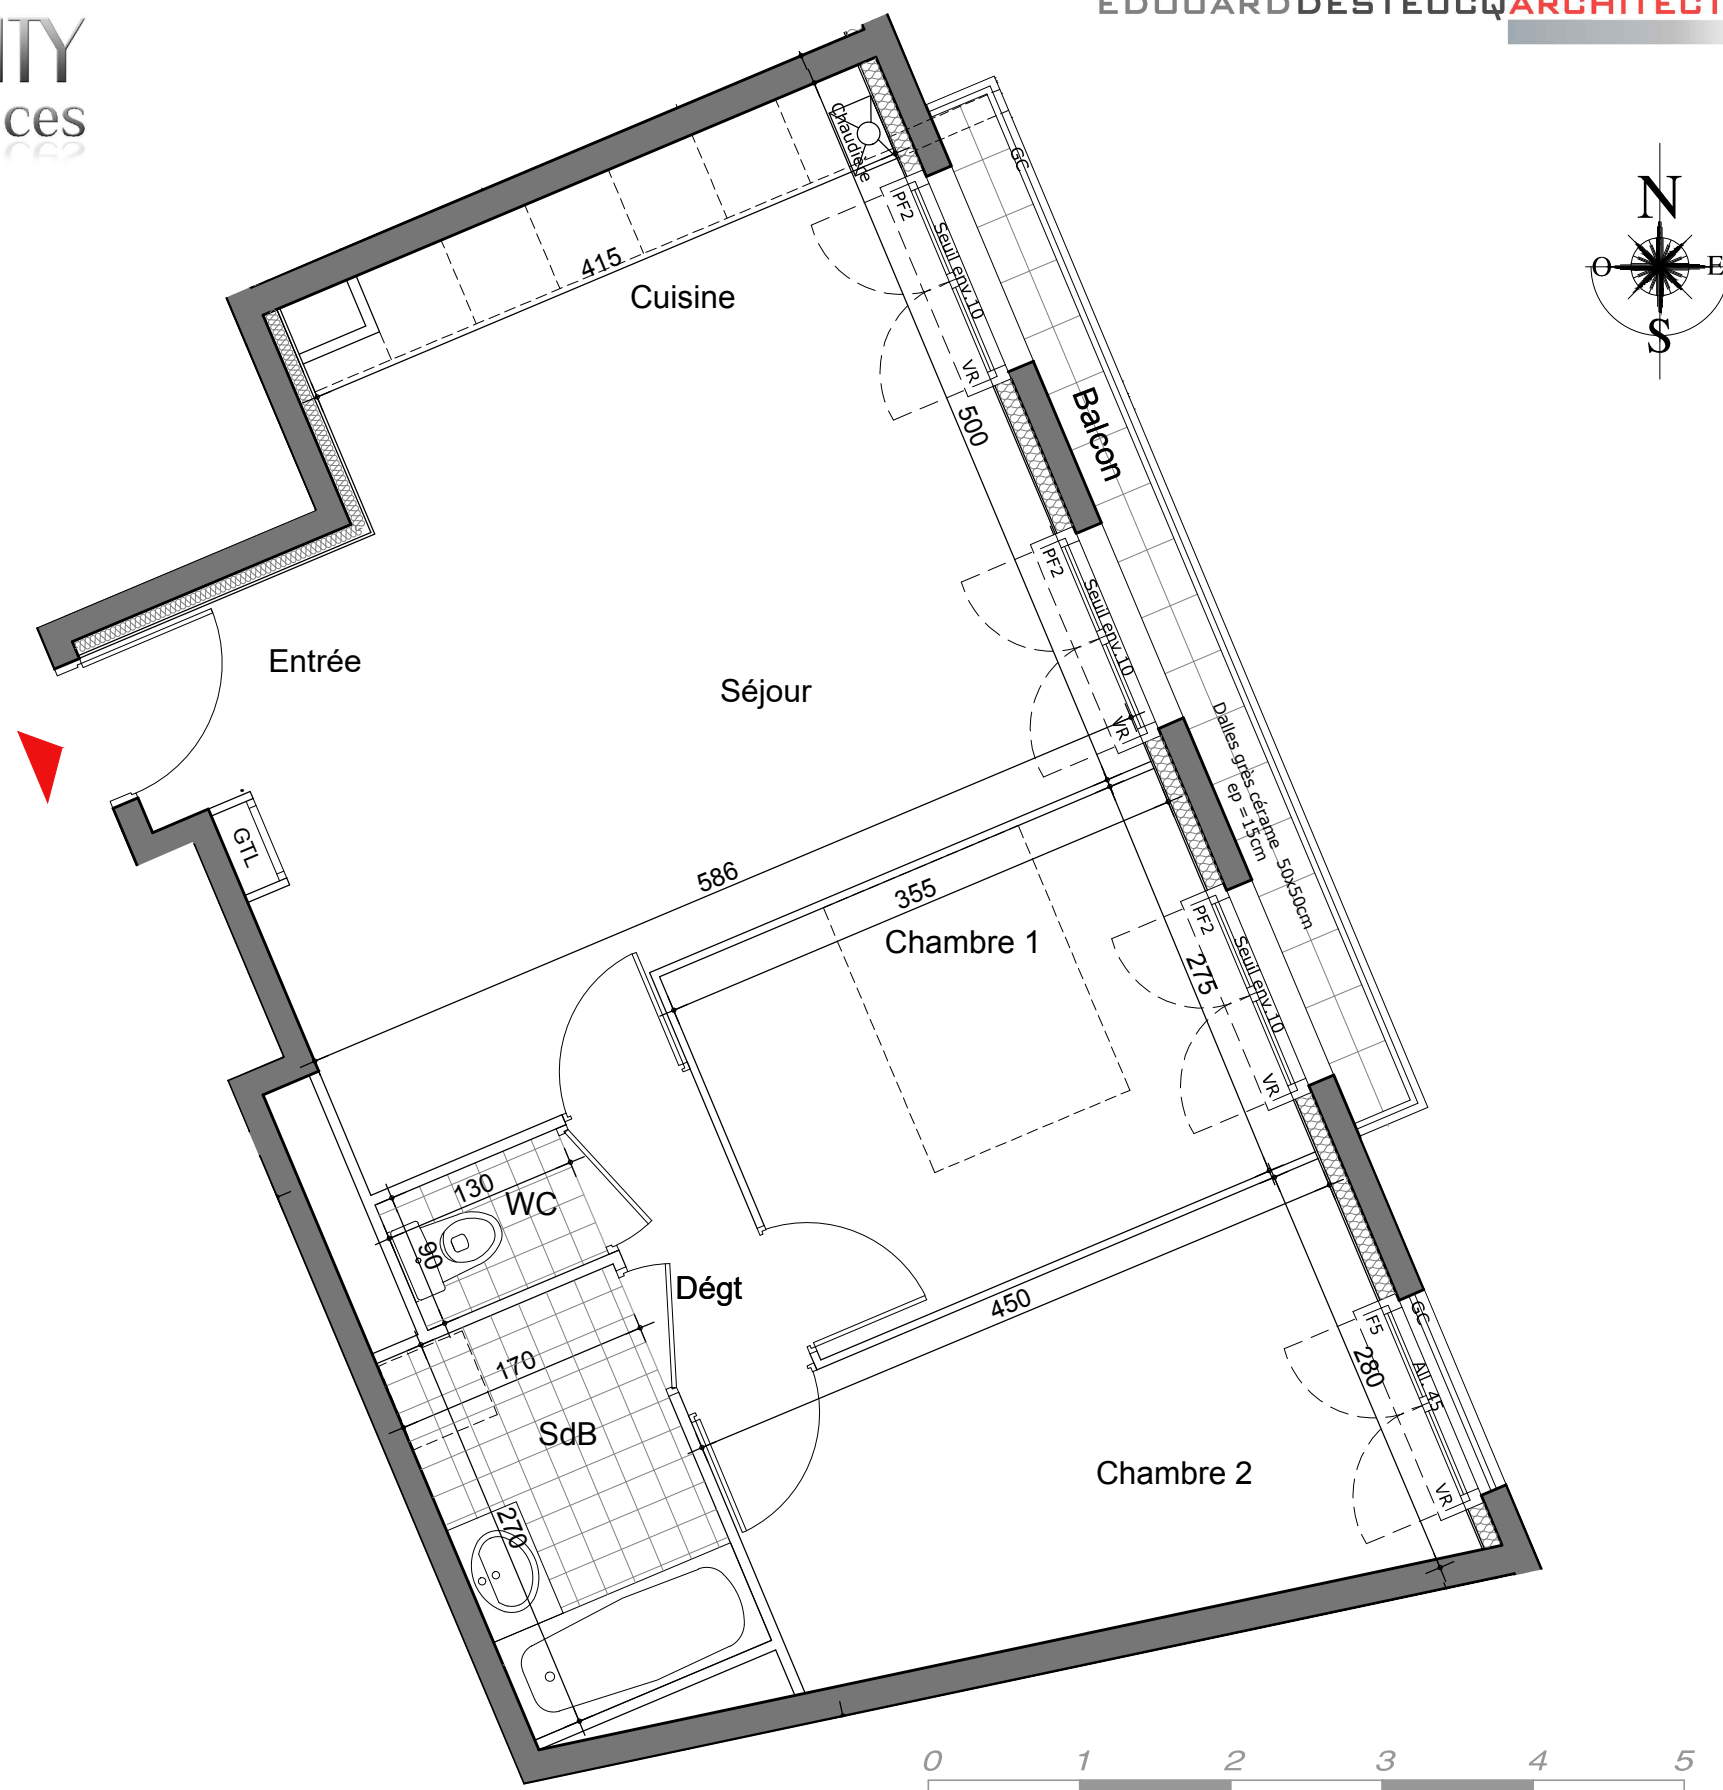 EDOUARDDESTEUCQARCHITECT
ITY
ces
N
O
E
S
Chaudière
GC
PF2
Seuil env.10
VR
415
Cuisine
500
Balcon
PF2
Seuil env.10
VR
Entrée
Séjour
Dalles grès cérame 50x50cm
ep =15cm
GTL
586
355
Chambre 1
PF2
Seuil env.10
VR
275
130
WC
90
Dégt
450
GC
F5
All. 45
VR
280
170
SdB
270
Chambre 2
0 1 2 3 4 5